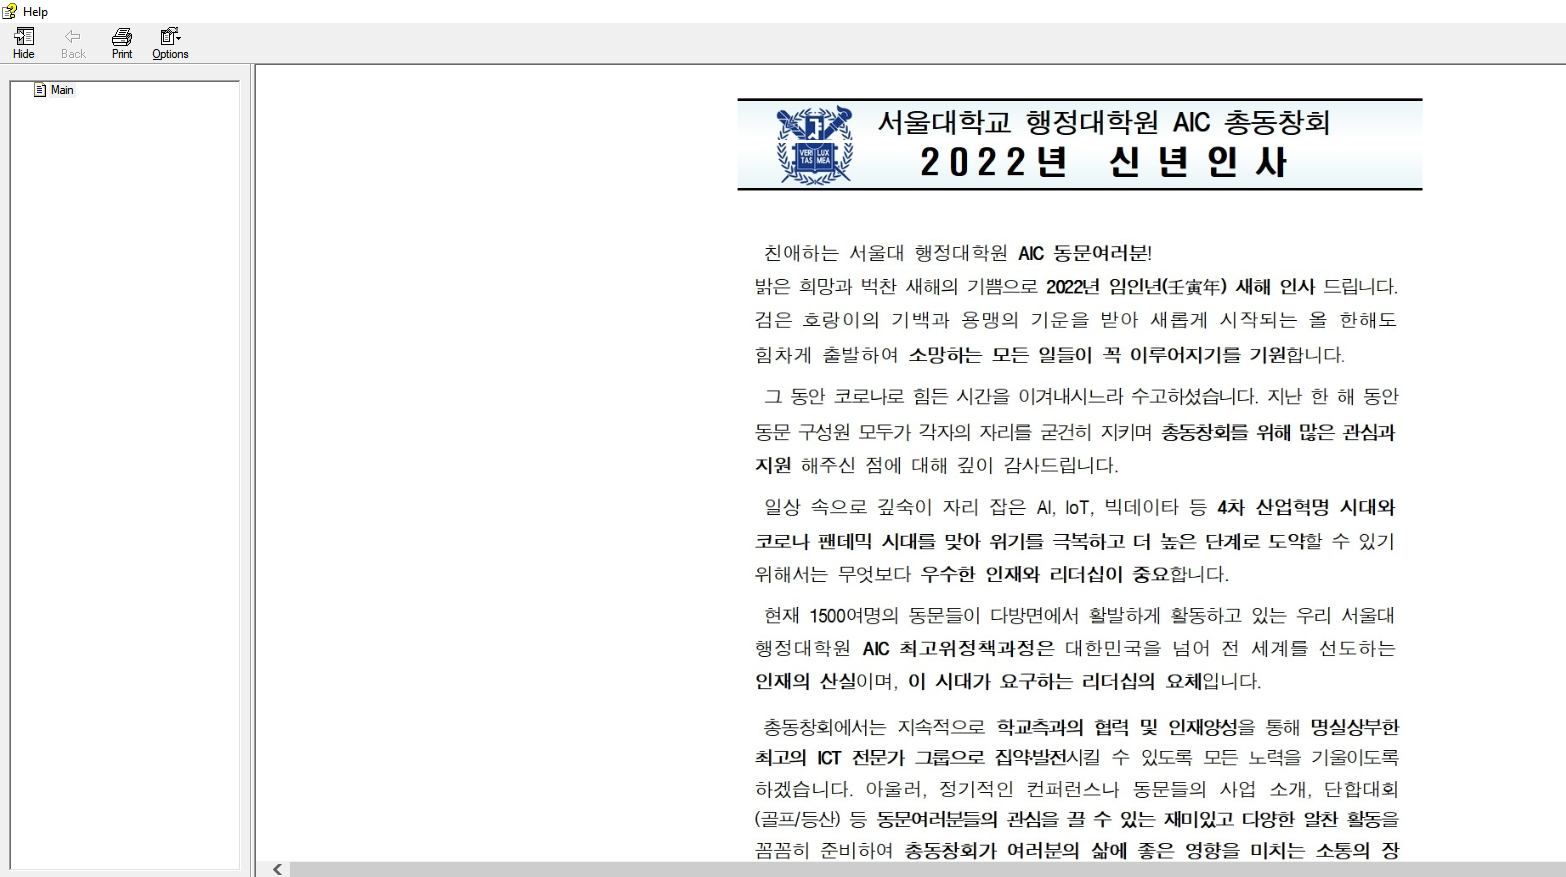 Help
Hide
Back
Print
Options
Main
서울대학교 행정대학원 AIC 총동창회
2022년 신년인사
VERI LUX
TAS MEA
친애하는 서울대 행정대학원 AIC 동문여러분!
밝은 희망과 벅찬 새해의 기쁨으로 2022년 임인년(壬寅年) 새해 인사 드립니다.
검은 호랑이의 기백과 용맹의 기운을 받아 새롭게 시작되는 올 한해도
힘차게 출발하여 소망하는 모든 일들이 꼭 이루어지기를 기원합니다.
그 동안 코로나로 힘든 시간을 이겨내시느라 수고하셨습니다. 지난 한 해 동안
동문 구성원 모두가 각자의 자리를 굳건히 지키며 총동창회를 위해 많은 관심과
지원 해주신 점에 대해 깊이 감사드립니다.
일상 속으로 깊숙이 자리 잡은 AI, IoT, 빅데이타 등 4차 산업혁명 시대와
코로나 팬데믹 시대를 맞아 위기를 극복하고 더 높은 단계로 도약할 수 있기
위해서는 무엇보다 우수한 인재와 리더십이 중요합니다.
현재 1500여명의 동문들이 다방면에서 활발하게 활동하고 있는 우리 서울대
행정대학원 AIC 최고위정책과정은 대한민국을 넘어 전 세계를 선도하는
인재의 산실이며, 이 시대가 요구하는 리더십의 요체입니다.
총동창회에서는 지속적으로 학교측과의 협력 및 인재양성을 통해 명실상부한
최고의 ICT 전문가 그룹으로 집약·발전시킬 수 있도록 모든 노력을 기울이도록
하겠습니다. 아울러, 정기적인 컨퍼런스나 동문들의 사업 소개, 단합대회
(골프/등산) 등 동문여러분들의 관심을 끌 수 있는 재미있고 다양한 알찬 활동을
꼼꼼히 준비하여 총동창회가 여러분의 삶에 좋은 영향을 미치는 소통의 장